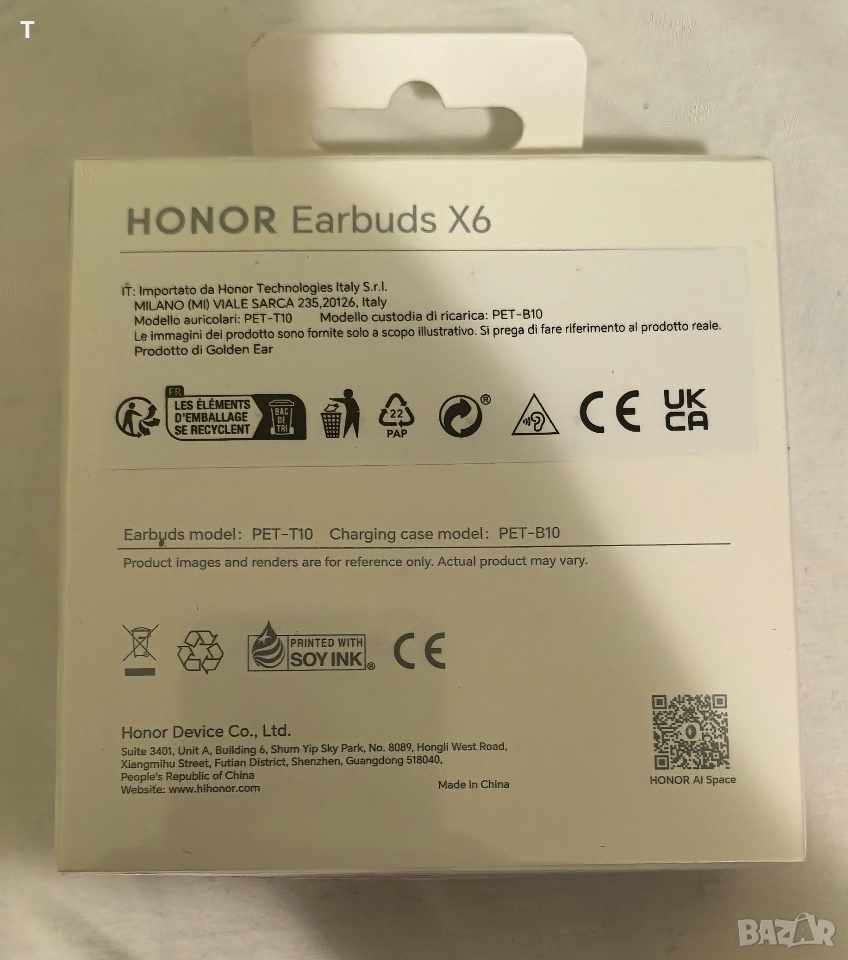 T
HONOR Earbuds X6
IT: Importato da Honor Technologies Italy S.r.l.
MILANO (MI) VIALE SARCA 235,20126, Italy
Modello auricolari: PET-T10 Modello custodia di ricarica: PET-B10
Le immagini del prodotto sono fornite solo a scopo illustrativo. Si prega di fare riferimento al prodotto reale.
Prodotto di Golden Ear
FR
LES ÉLÉMENTS
D'EMBALLAGE
SE RECYCLENT
BAC
DE
TRI
22
PAP
®
CE
UK
CA
Earbuds model: PET-T10 Charging case model: PET-B10
Product images and renders are for reference only. Actual product may vary.
PRINTED WITH
SOY INK®
CE
Honor Device Co., Ltd.
Suite 3401, Unit A, Building 6, Shum Yip Sky Park, No. 8089, Hongli West Road,
Xiangmihu Street, Futian District, Shenzhen, Guangdong 518040,
People's Republic of China
Website: www.hihonor.com
Made in China
HONOR AI Space
BAZAR